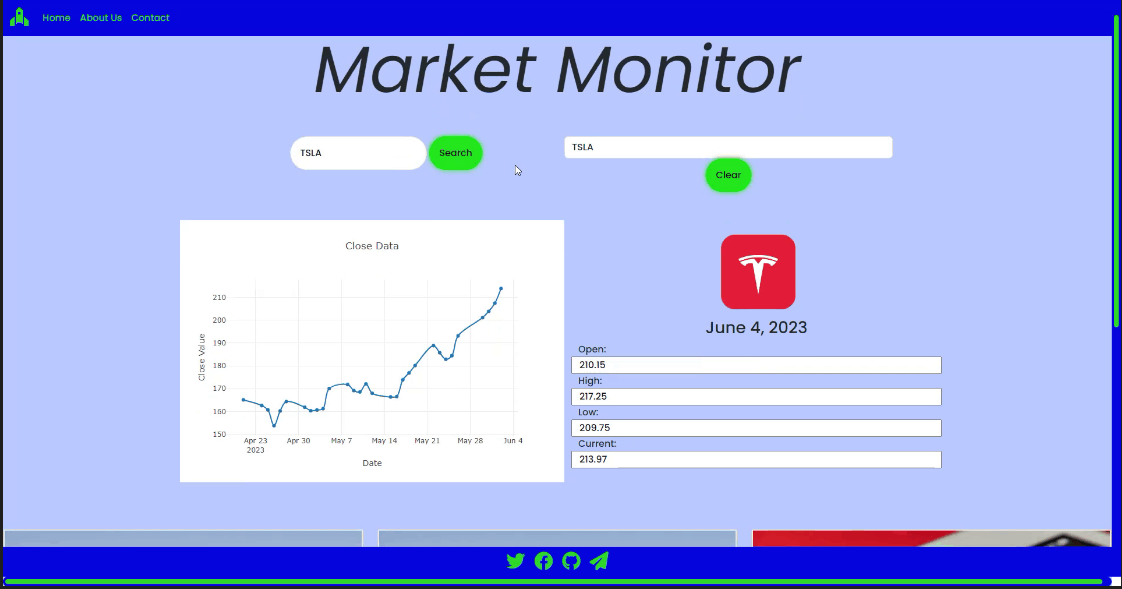 Home About Us Contact
Market Monitor
TSLA Search
TSLA
Clear
Close Data
Close Value
210
200
190
180
170
160
150
Apr 23 Apr 30 May 7 May 14 May 21 May 28 Jun 4
2023
Date
June 4, 2023
Open:
210.15
High:
217.25
Low:
209.75
Current:
213.97